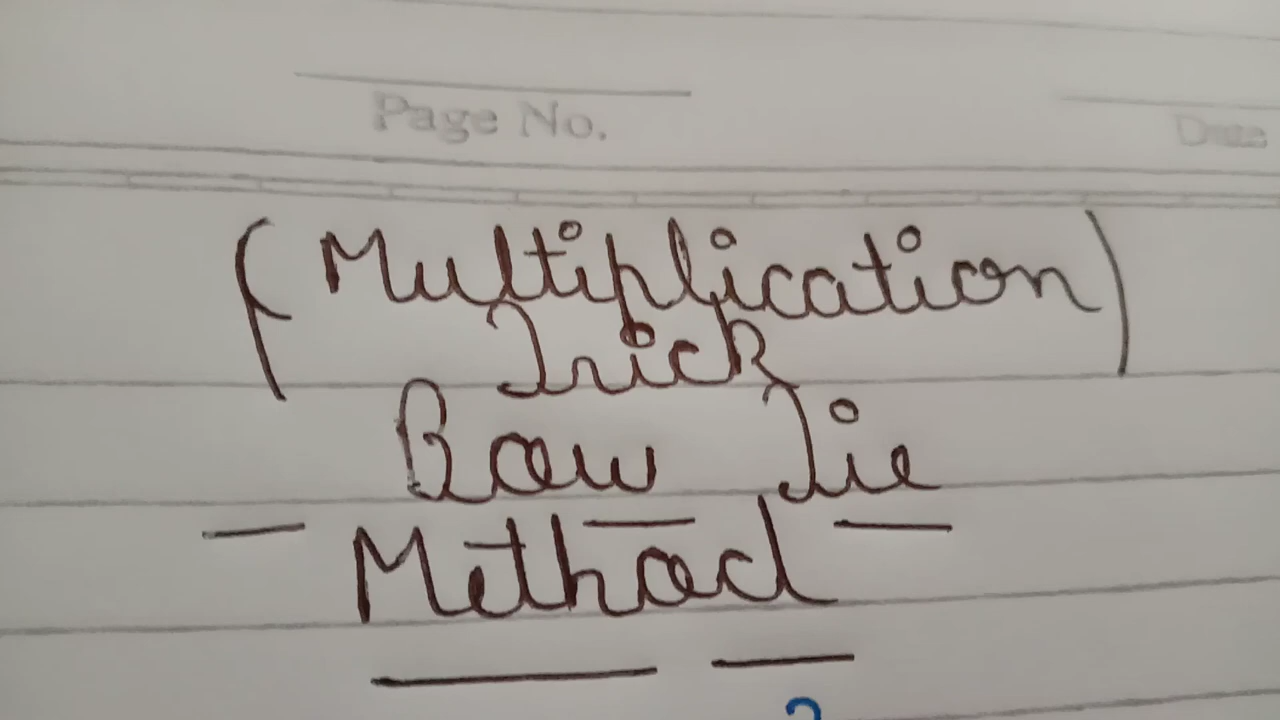 Page No.
Date
(Multiplication)
Trick
Bow Tie
Method